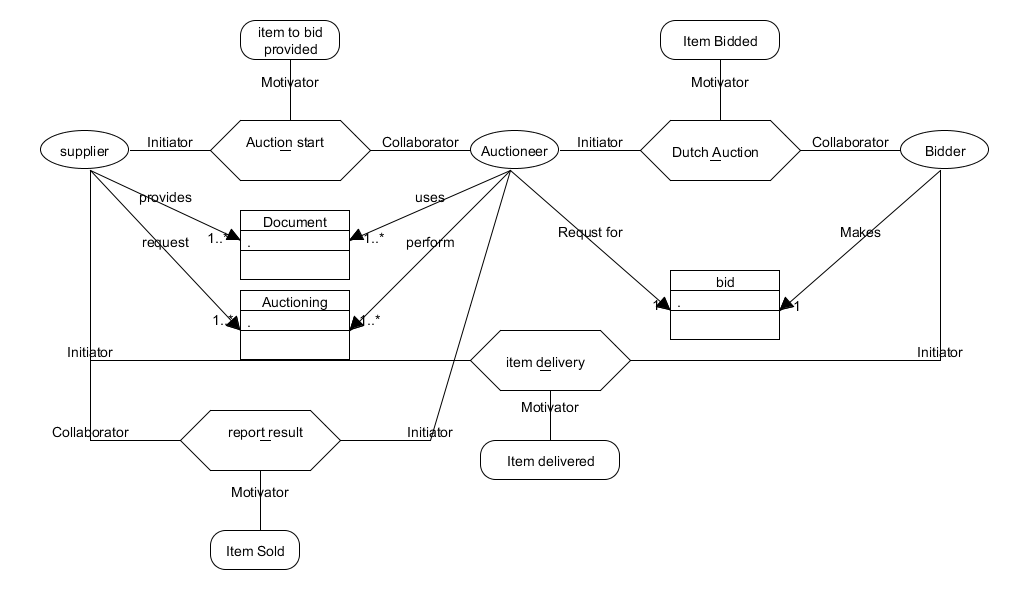 item to bid
provided
Item Bidded
Motivator
Motivator
supplier
Initiator
Auction start
Collaborator
Auctioneer
Initiator
Dutch Auction
Collaborator
Bidder
provides
uses
Document
1..*
.
1..*
request
perform
Requst for
Makes
bid
1
.
1
Auctioning
1..*
.
1..*
Initiator
item delivery
Initiator
Motivator
Collaborator
report result
Initiator
Item delivered
Motivator
Item Sold